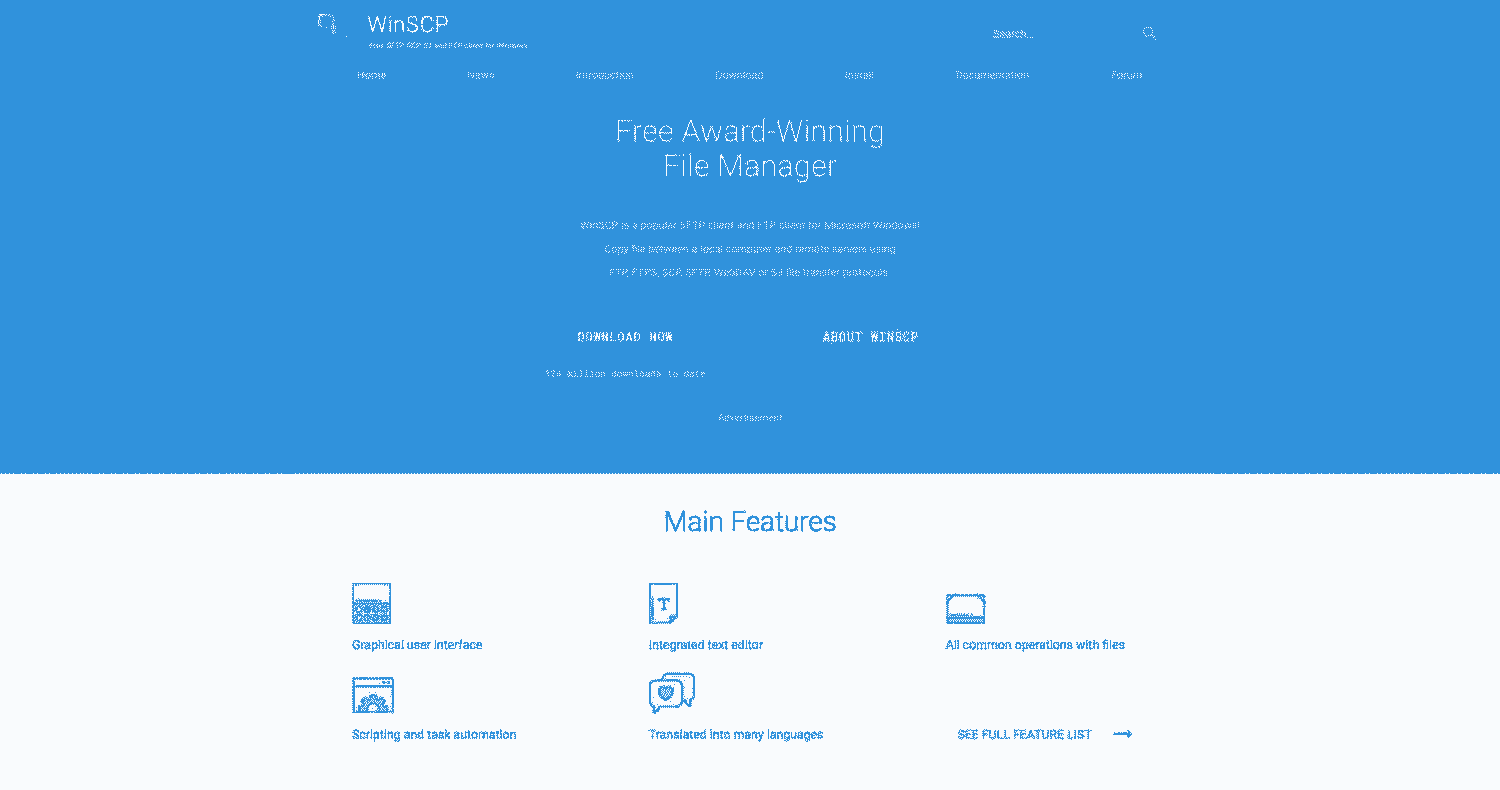 WinSCP
Free SFTP, SCP, S3 and FTP client for Windows
Search...
Home News Introduction Download Install Documentation Forum
Free Award-Winning
File Manager
WinSCP is a popular SFTP client and FTP client for Microsoft Windows!
Copy file between a local computer and remote servers using
FTP, FTPS, SCP, SFTP, WebDAV or S3 file transfer protocols.
DOWNLOAD NOW ABOUT WINSCP
million downloads to date
Advertisement
Main Features
Graphical user interface Integrated text editor All common operations with files
Scripting and task automation Translated into many languages SEE FULL FEATURE LIST